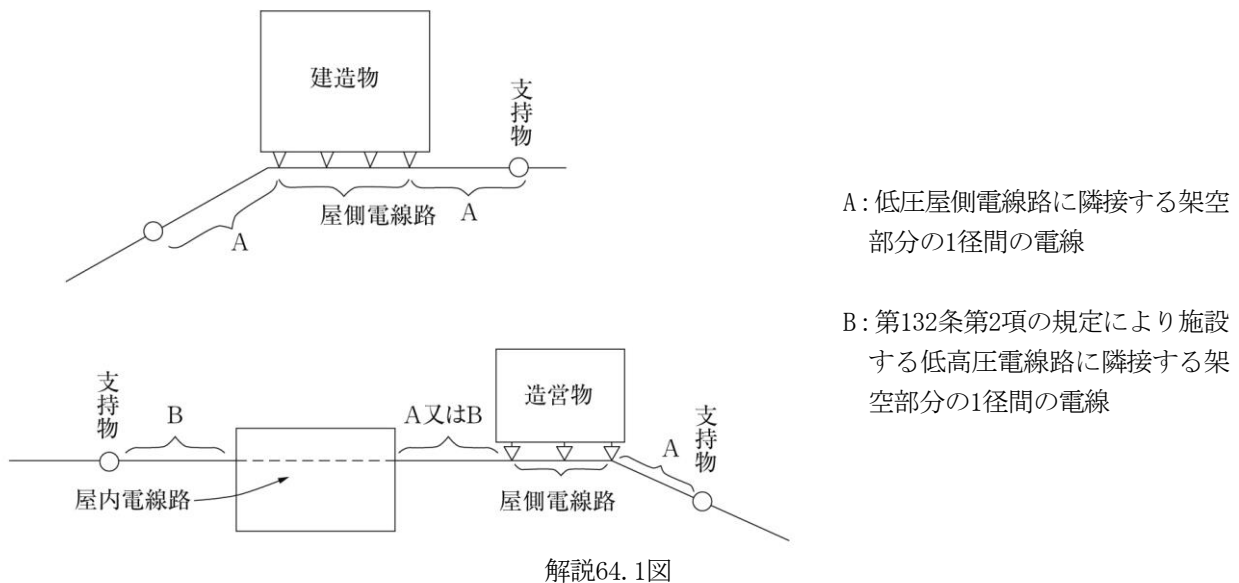 建造物
支持物
屋側電線路
A
A
A:低圧屋側電線路に隣接する架空
部分の1径間の電線
B:第132条第2項の規定により施設
する低高圧電線路に隣接する架
空部分の1径間の電線
支持物
B
A又はB
造営物
支持物
A
屋内電線路
屋側電線路
解説64.1図